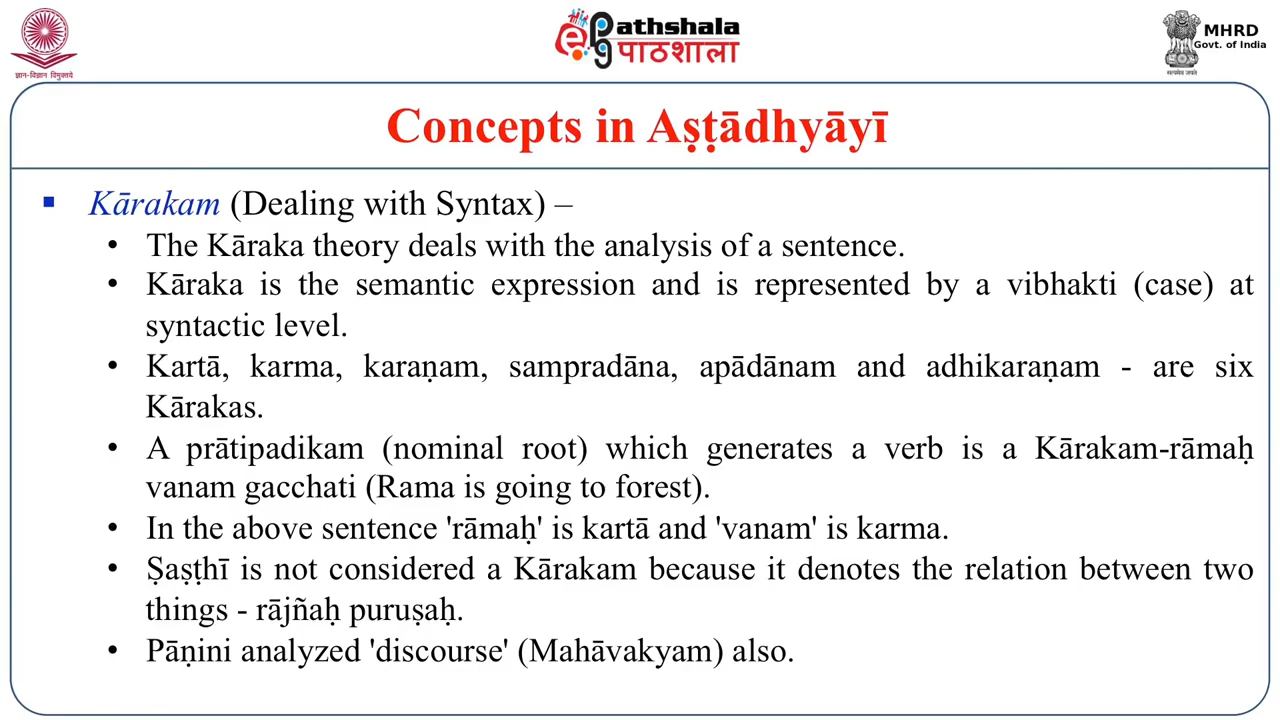 ज्ञान-विज्ञान विमुक्तये
ePathshala
पाठशाला
MHRD
Govt. of India
सत्यमेव जयते
Concepts in Aṣṭādhyāyī
▪ Kārakam (Dealing with Syntax) –
• The Kāraka theory deals with the analysis of a sentence.
• Kāraka is the semantic expression and is represented by a vibhakti (case) at
syntactic level.
• Kartā, karma, karaṇam, sampradāna, apādānam and adhikaraṇam - are six
Kārakas.
• A prātipadikam (nominal root) which generates a verb is a Kārakam-rāmaḥ
vanam gacchati (Rama is going to forest).
• In the above sentence 'rāmaḥ' is kartā and 'vanam' is karma.
• Ṣaṣṭhī is not considered a Kārakam because it denotes the relation between two
things - rājñaḥ puruṣaḥ.
• Pāṇini analyzed 'discourse' (Mahāvakyam) also.